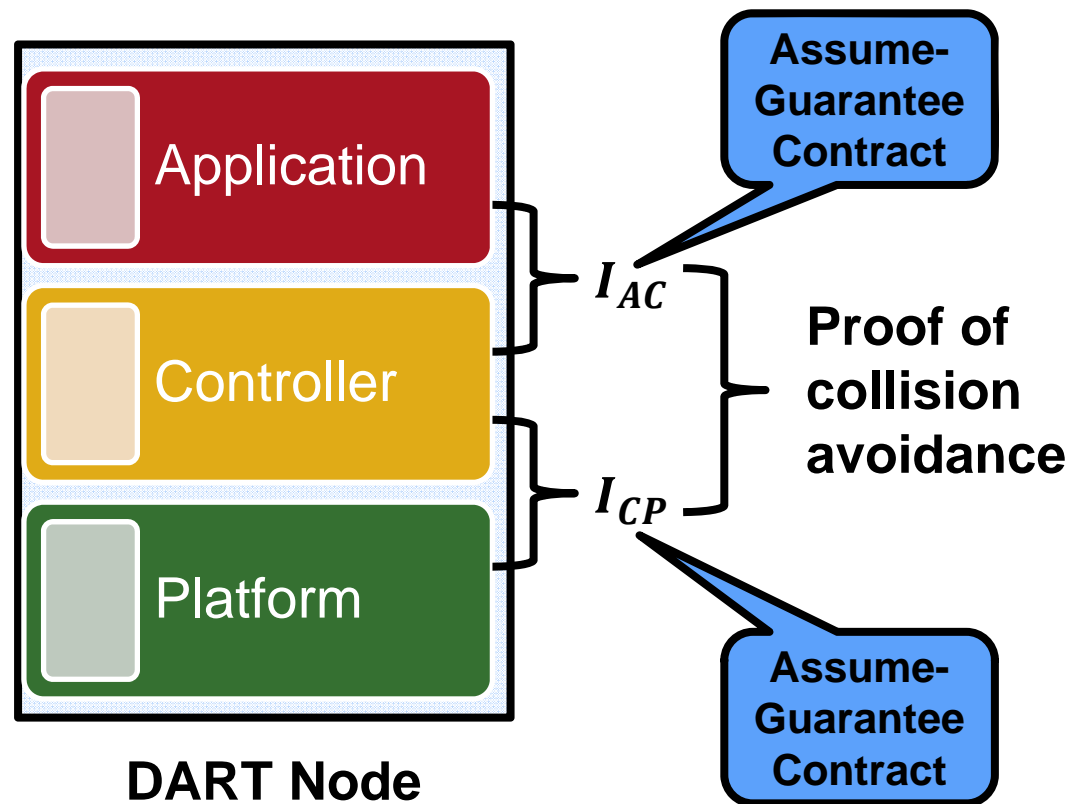 Assume-
Guarantee
Contract
Application
I_AC
Controller
Proof of
collision
avoidance
I_CP
Platform
Assume-
Guarantee
Contract
DART Node